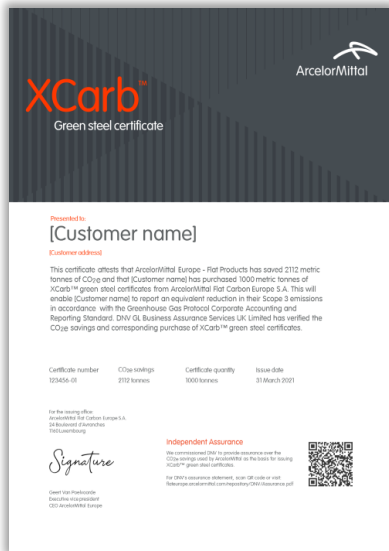 ArcelorMittal
XCarb™
Green steel certificate
Presented to:
[Customer name]
[Customer address]
This certificate attests that ArcelorMittal Europe - Flat Products has saved 2112 metric
tonnes of CO₂e and that [Customer name] has purchased 1000 metric tonnes of
XCarb™ green steel certificates from ArcelorMittal Flat Carbon Europe S.A. This will
enable [Customer name] to report an equivalent reduction in their Scope 3 emissions
in accordance with the Greenhouse Gas Protocol Corporate Accounting and
Reporting Standard. DNV GL Business Assurance Services UK Limited has verified the
CO₂e savings and corresponding purchase of XCarb™ green steel certificates.
Certificate number CO₂e savings Certificate quantity Issue date
123456-01 2112 tonnes 1000 tonnes 31 March 2021
For the issuing office:
ArcelorMittal Flat Carbon Europe S.A.
24 Boulevard d'Avranches
1160 Luxembourg
Signature
Geert Van Poelvoorde
Executive vice president
CEO ArcelorMittal Europe
Independent Assurance
We commissioned DNV to provide assurance over the
CO₂e savings used by ArcelorMittal as the basis for issuing
XCarb™ green steel certificates.
For DNV's assurance statement, scan QR code or visit
flateurope.arcelormittal.com/repository/DNVAssurance.pdf